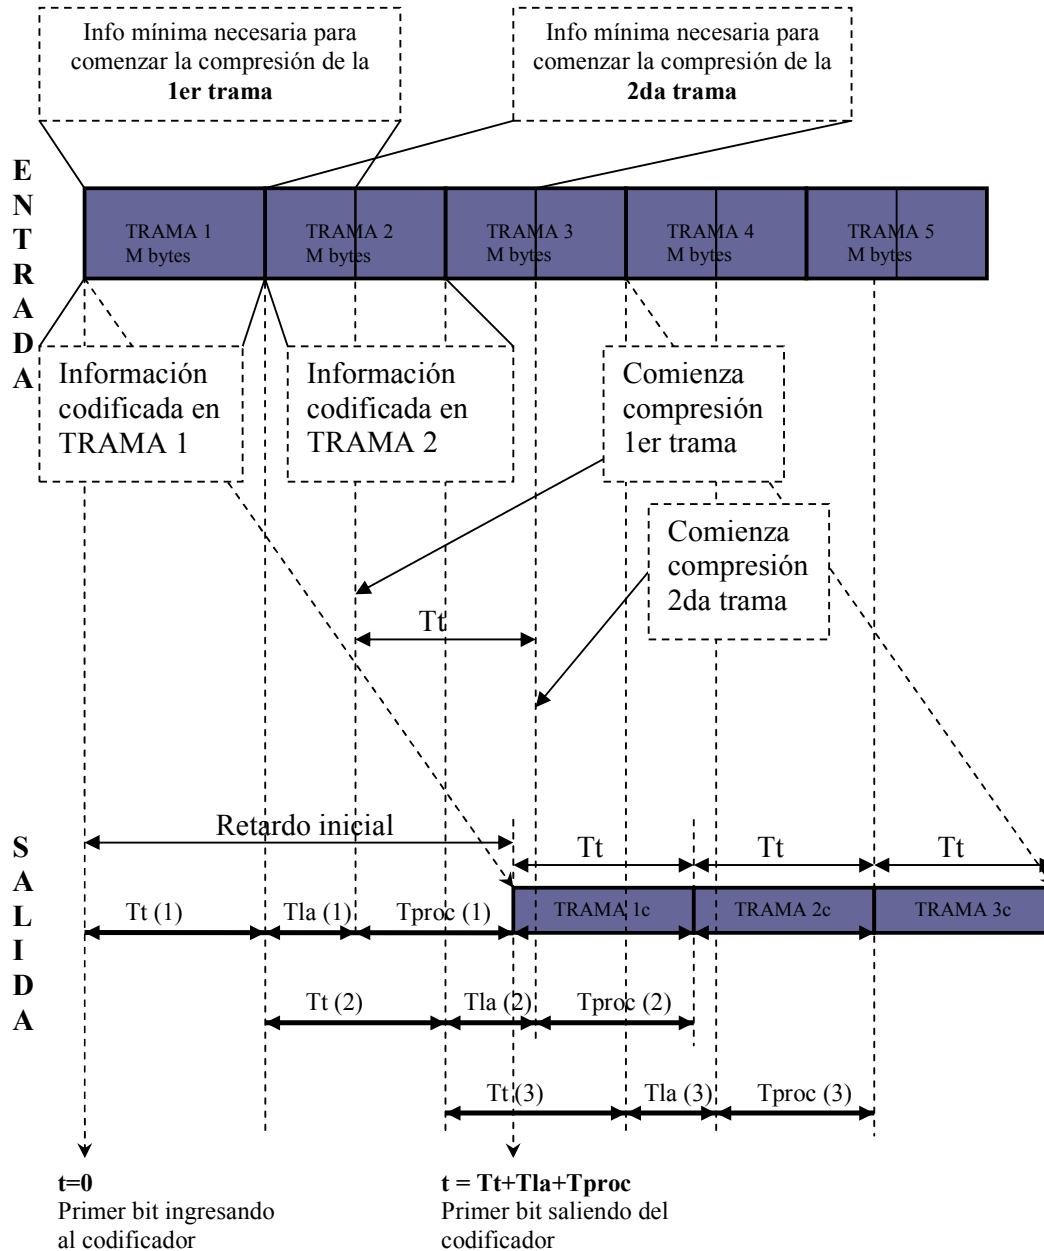 Info mínima necesaria para
comenzar la compresión de la
1er trama
Info mínima necesaria para
comenzar la compresión de la
2da trama
E
N
T
R
A
D
A
TRAMA 1
M bytes
TRAMA 2
M bytes
TRAMA 3
M bytes
TRAMA 4
M bytes
TRAMA 5
M bytes
Información
codificada en
TRAMA 1
Información
codificada en
TRAMA 2
Comienza
compresión
1er trama
Comienza
compresión
2da trama
Tt
Retardo inicial
Tt
Tt
Tt
S
A
L
I
D
A
TRAMA 1c
TRAMA 2c
TRAMA 3c
Tt (1)
Tla (1)
Tproc (1)
Tt (2)
Tla (2)
Tproc (2)
Tt (3)
Tla (3)
Tproc (3)
t=0
Primer bit ingresando
al codificador
t = Tt+Tla+Tproc
Primer bit saliendo del
codificador